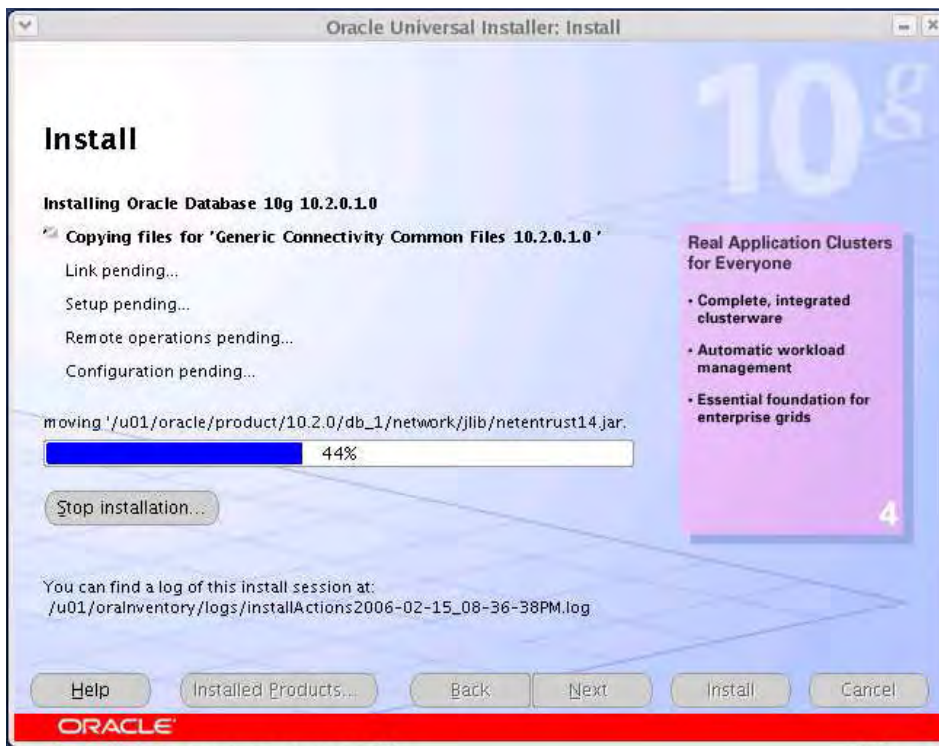 Oracle Universal Installer: Install
10g
Install
Installing Oracle Database 10g 10.2.0.1.0
Copying files for 'Generic Connectivity Common Files 10.2.0.1.0 '
Link pending...
Setup pending...
Remote operations pending...
Configuration pending...
moving '/u01/oracle/product/10.2.0/db_1/network/jlib/netentrust14.jar.
44%
Stop installation...
Real Application Clusters
for Everyone
• Complete, integrated
clusterware
• Automatic workload
management
• Essential foundation for
enterprise grids
4
You can find a log of this install session at:
/u01/oraInventory/logs/installActions2006-02-15_08-36-38PM.log
Help Installed Products... Back Next Install Cancel
ORACLE